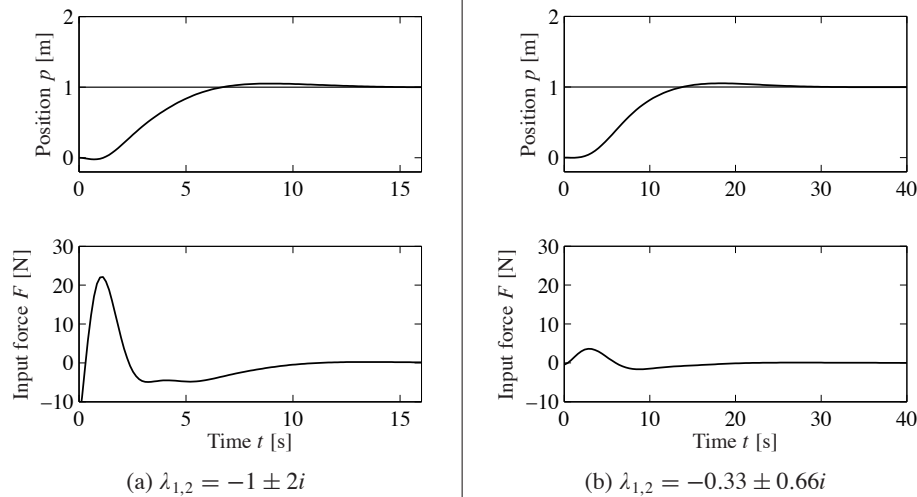 2
1
0
Position p [m]
0 5 10 15
30
20
10
0
–10
Input force F [N]
0 5 10 15
Time t [s]
(a) λ1,2 = −1 ± 2i
2
1
0
Position p [m]
0 10 20 30 40
30
20
10
0
–10
Input force F [N]
0 10 20 30 40
Time t [s]
(b) λ1,2 = −0.33 ± 0.66i